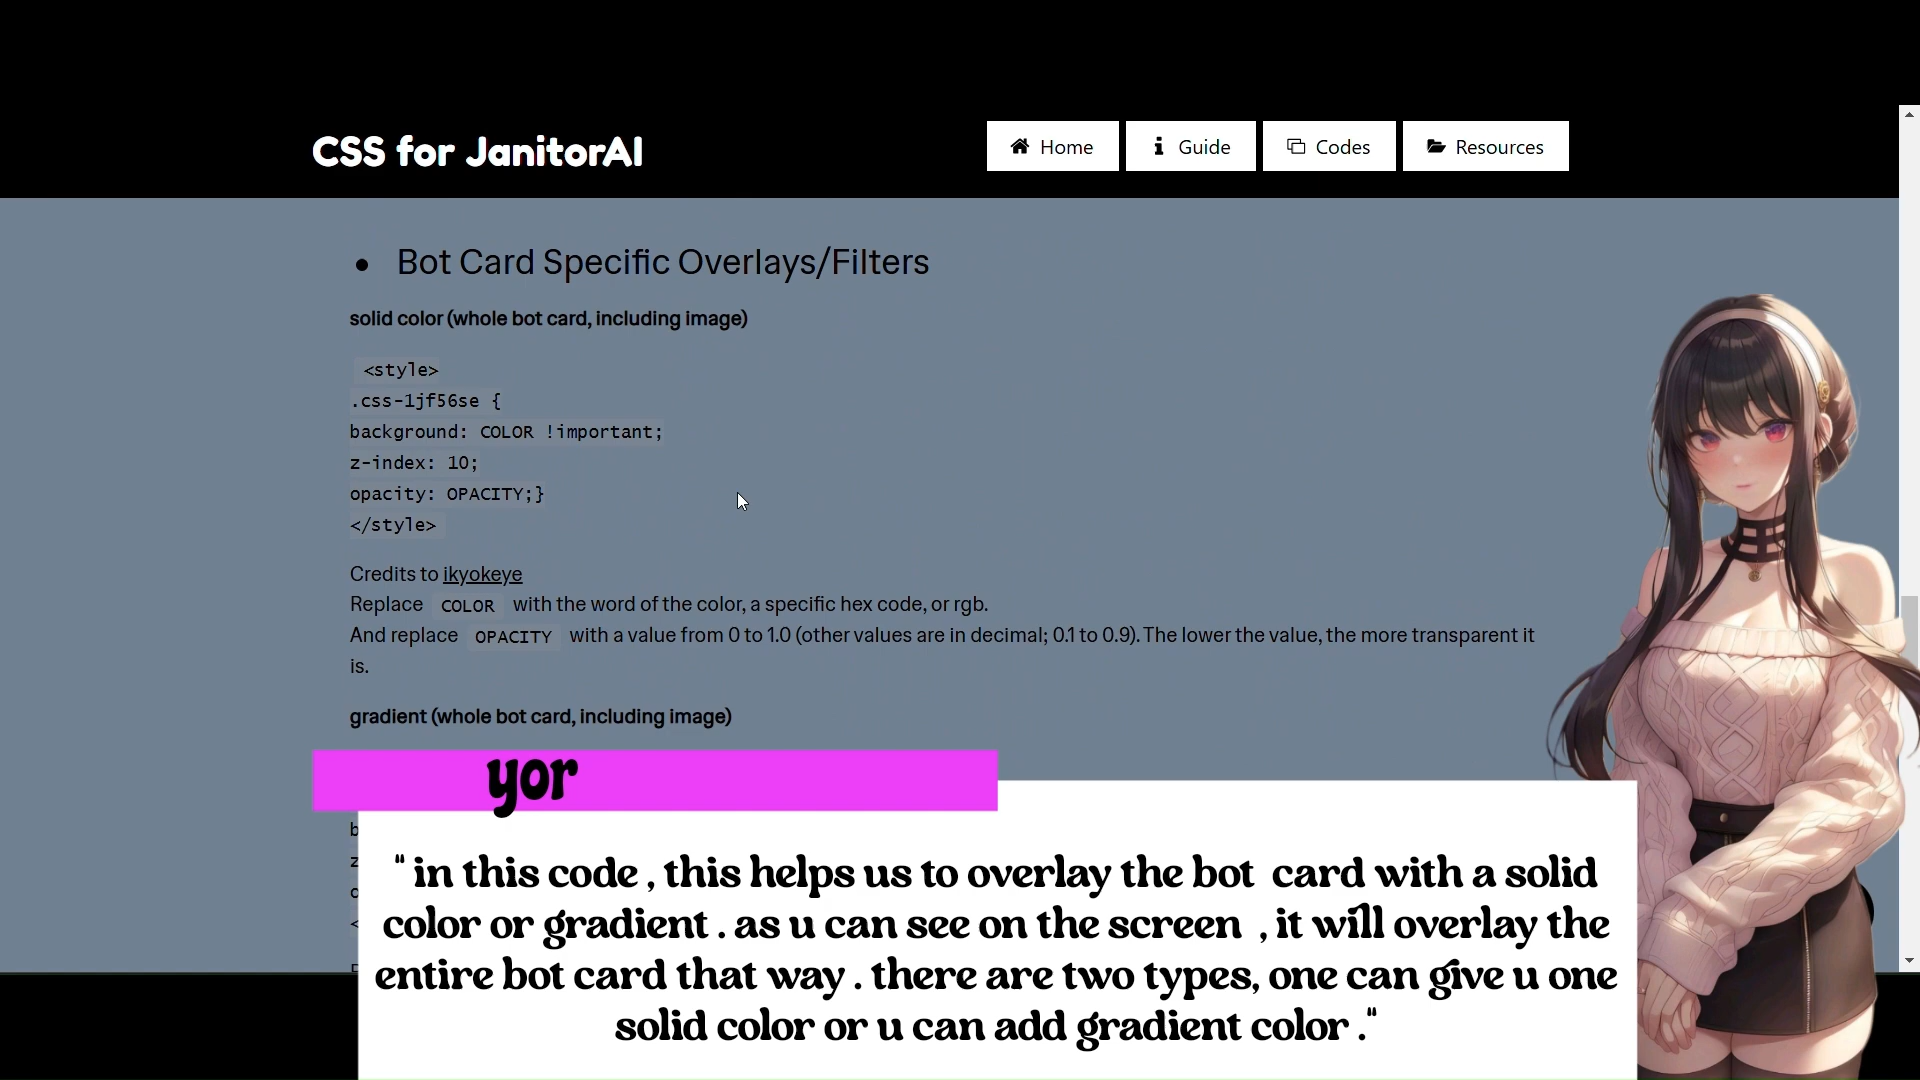 CSS for JanitorAI
Home
Guide
Codes
Resources
Bot Card Specific Overlays/Filters
solid color (whole bot card, including image)
<style>
.css-1jf56se {
background: COLOR !important;
z-index: 10;
opacity: OPACITY;}
</style>
Credits to ikyokeye
Replace COLOR with the word of the color, a specific hex code, or rgb.
And replace OPACITY with a value from 0 to 1.0 (other values are in decimal; 0.1 to 0.9). The lower the value, the more transparent it
is.
gradient (whole bot card, including image)
yor
b
z
o
<
" in this code , this helps us to overlay the bot card with a solid
color or gradient . as u can see on the screen , it will overlay the
entire bot card that way . there are two types, one can give u one
solid color or u can add gradient color ."